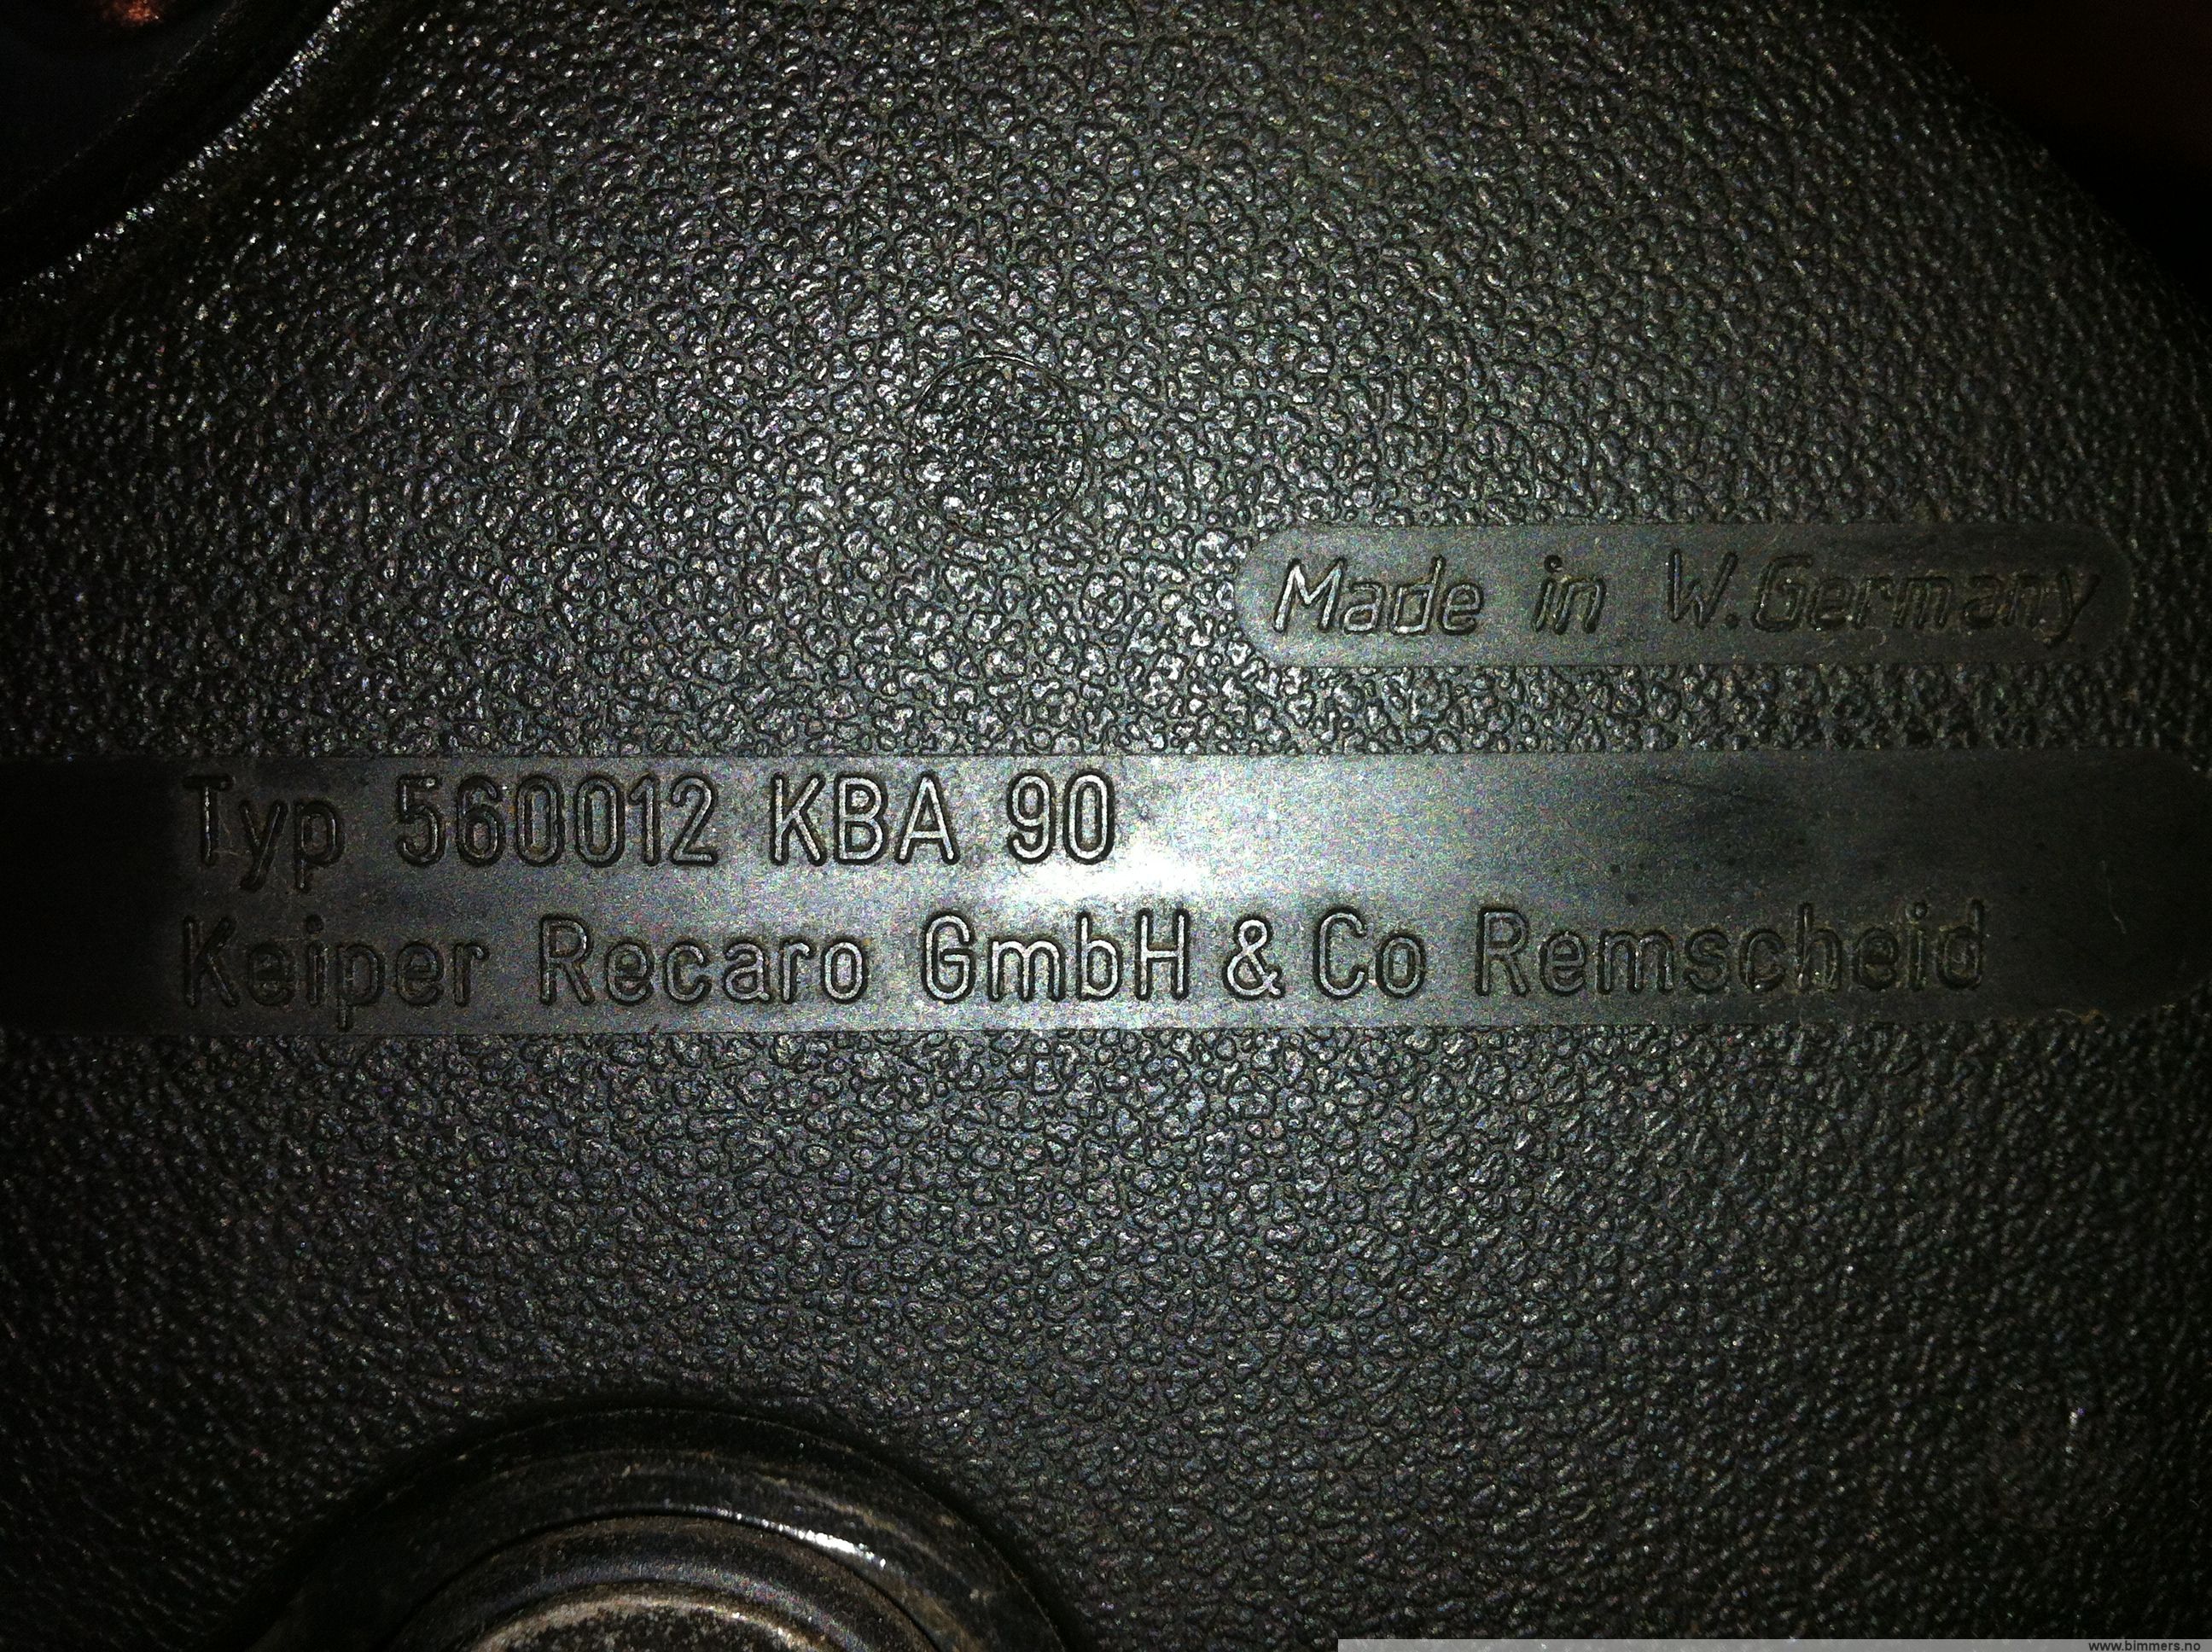 Made in W.Germany
Typ 560012 KBA 90
Keiper Recaro GmbH & Co Remscheid
www.bimmers.no